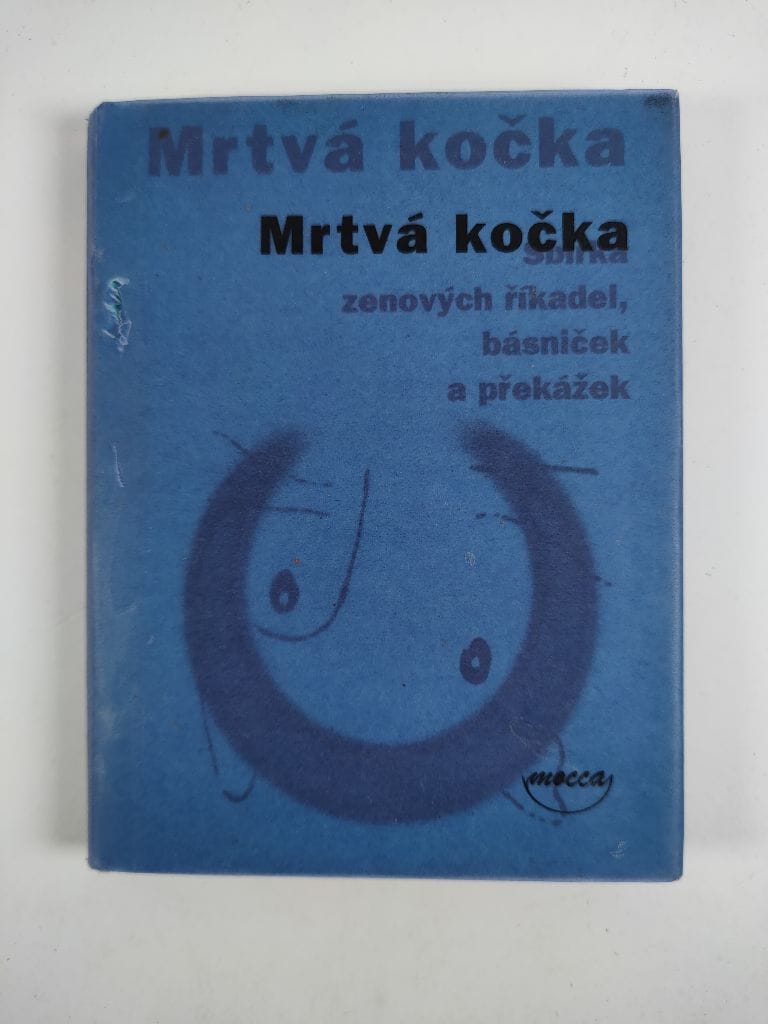 Mrtvá kočka
Mrtvá kočka
Sbírka
zenových říkadel,
básniček
a překážek
mocca